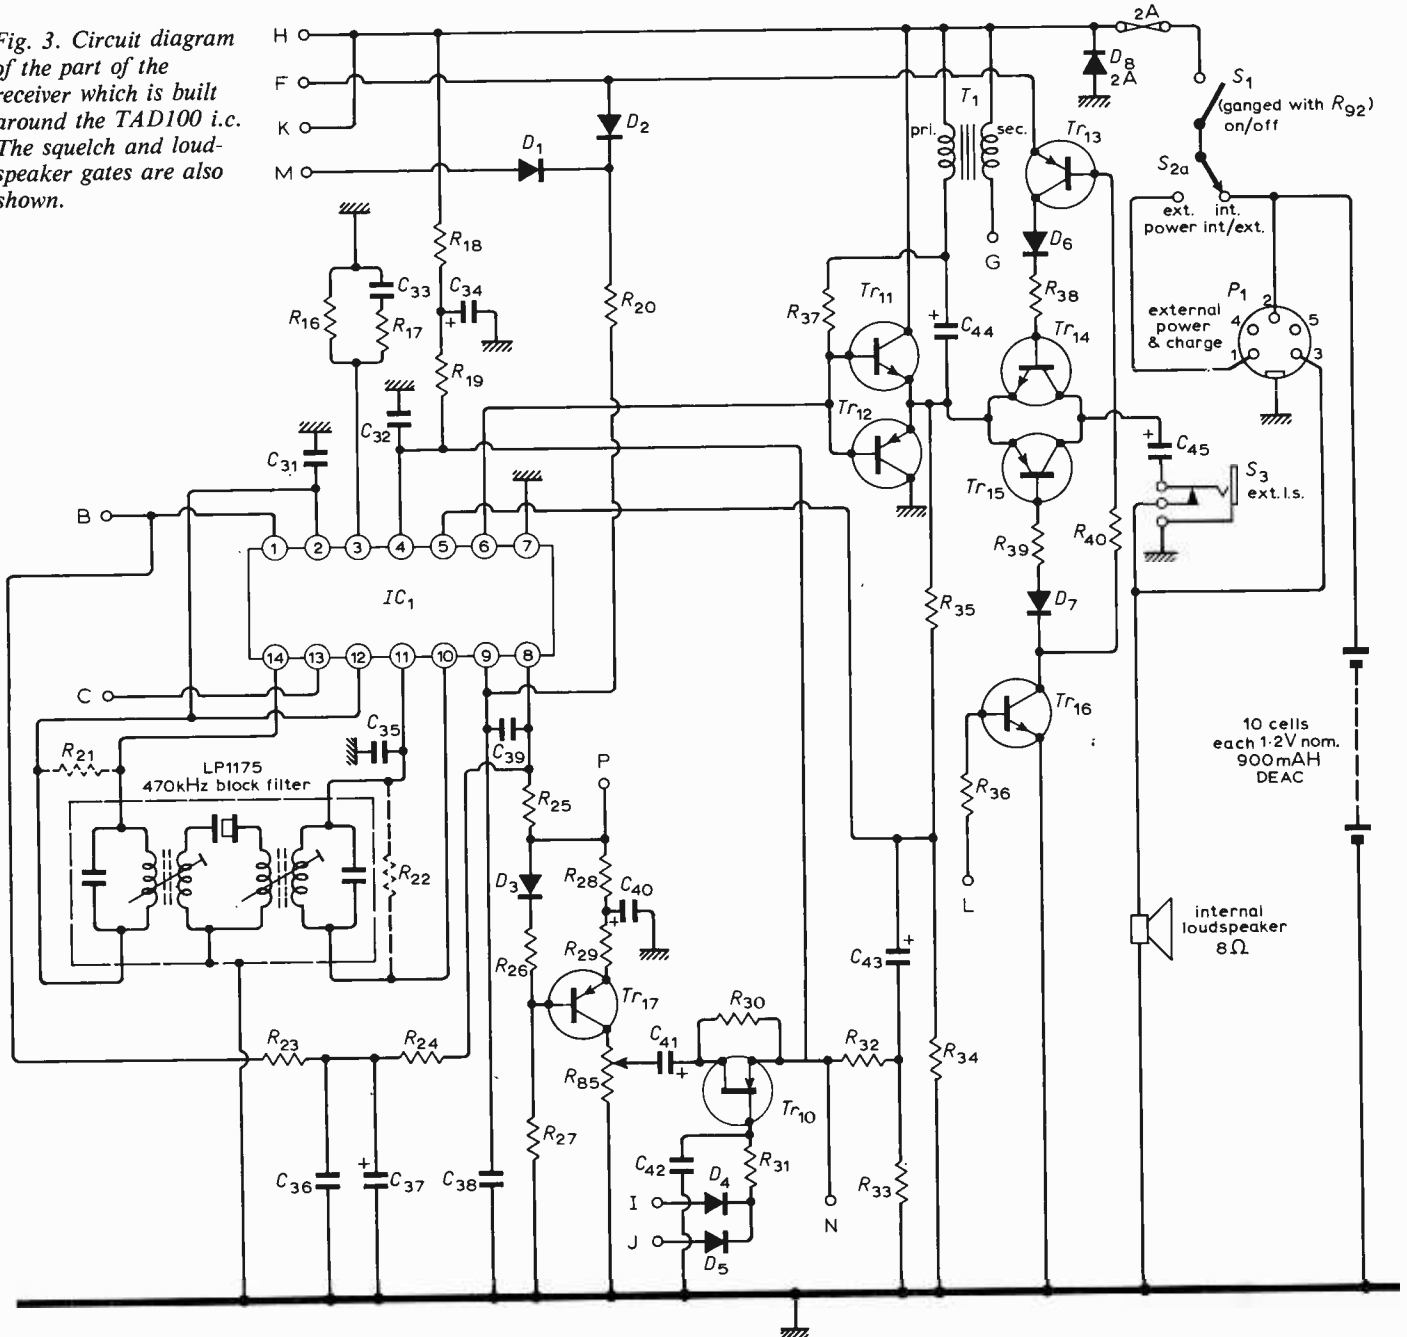 Fig. 3. Circuit diagram
of the part of the
receiver which is built
around the TAD100 i.c.
The squelch and loud-
speaker gates are also
shown.
H
F
K
M
D1
D2
R18
C33
C34
R16
R17
R19
R20
C32
C31
B
1
2
3
4
5
6
7
IC1
14
13
12
11
10
9
8
C
R21
C35
C39
LP1175
470kHz block filter
R22
P
R25
D3
R28
C40
R26
R29
Tr17
R23
R24
C41
R30
R85
Tr10
R32
R34
R27
C42
R31
C36
C37
C38
I
D4
J
D5
R33
N
C43
2A
D8
2A
T1
pri.
sec.
Tr13
S1
(ganged with R92)
on/off
S2a
ext.
int.
power int/ext.
G
D6
R37
Tr11
C44
R38
Tr14
P1
external
power
& charge
2
4
5
1
3
Tr12
Tr15
C45
S3
ext.l.s.
R39
R40
R35
D7
Tr16
R36
L
10 cells
each 1·2V nom.
900mAH
DEAC
internal
loudspeaker
8Ω